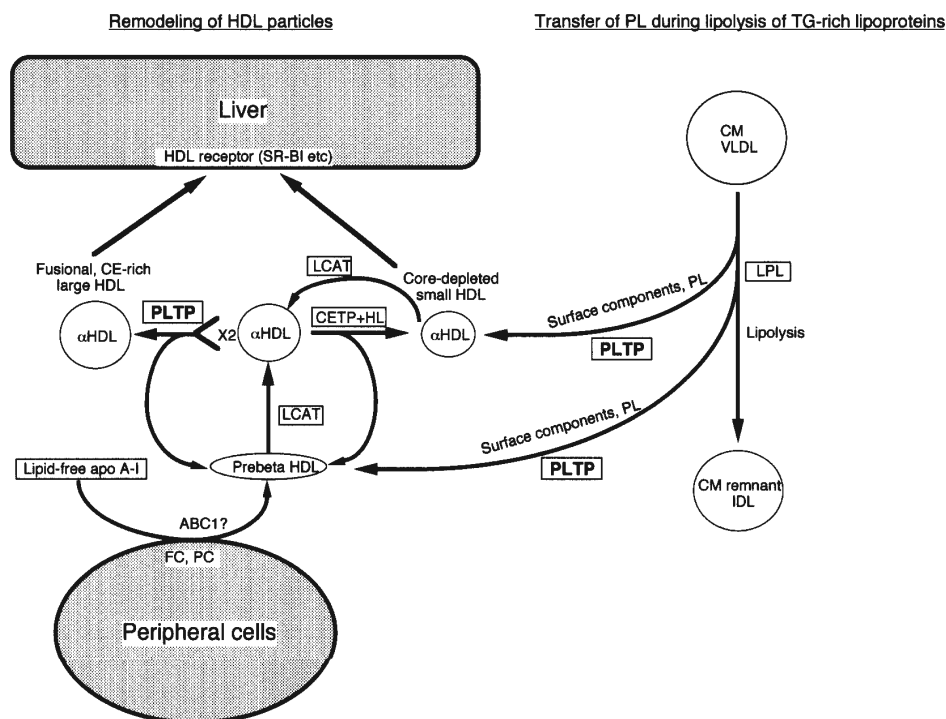 Remodeling of HDL particles
Transfer of PL during lipolysis of TG-rich lipoproteins
Liver
HDL receptor (SR-BI etc)
CM
VLDL
Fusional, CE-rich
large HDL
LCAT
Core-depleted
small HDL
Surface components, PL
LPL
PLTP
CETP+HL
αHDL
X2
αHDL
αHDL
PLTP
Lipolysis
LCAT
Surface components, PL
Lipid-free apo A-I
Prebeta HDL
PLTP
CM remnant
IDL
ABC1?
FC, PC
Peripheral cells